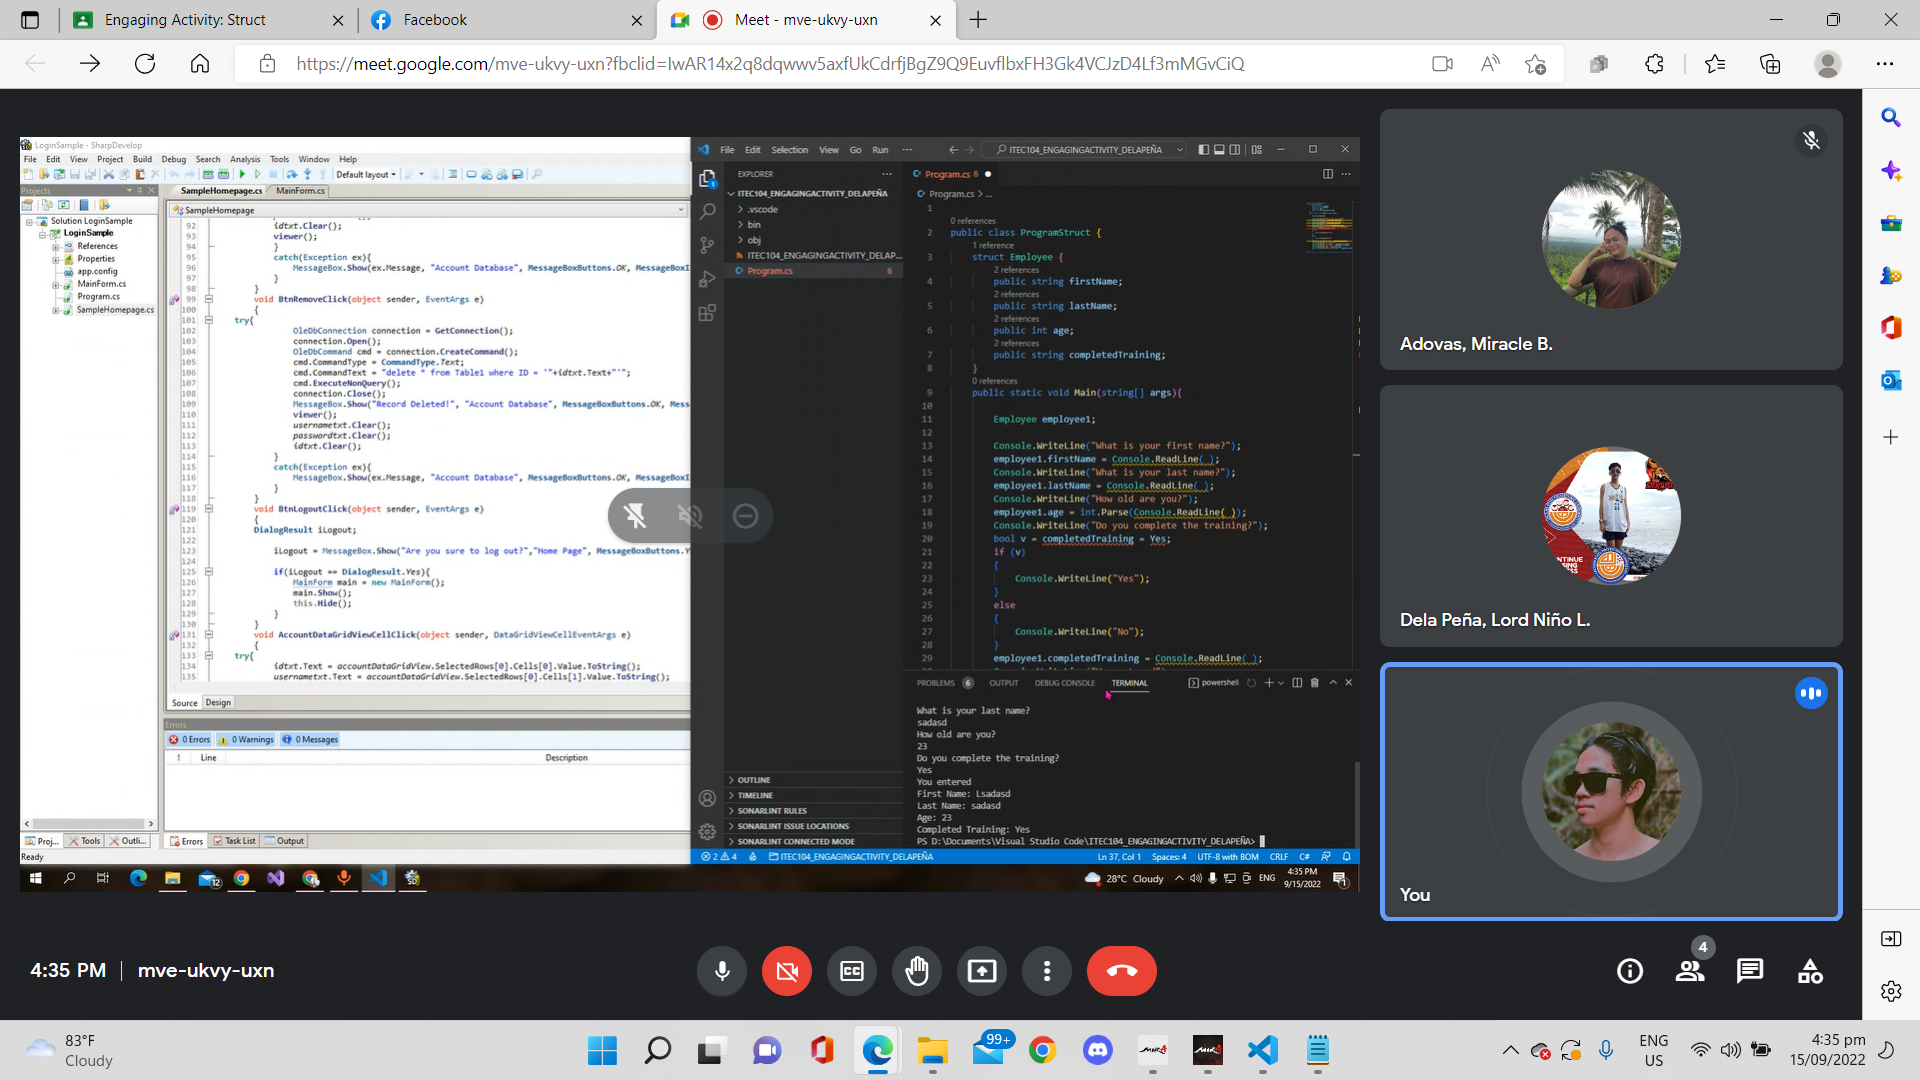 Engaging Activity: Struct
Facebook
Meet - mve-ukvy-uxn
https://meet.google.com/mve-ukvy-uxn?fbclid=IwAR14x2q8dqwwv5axfUkCdrfjBgZ9Q9EuvflbxFH3Gk4VCJzD4Lf3mMGvCiQ
LoginSample - SharpDevelop
File Edit View Project Build Debug Search Analysis Tools Window Help
Default layout
Projects
SampleHomepage.cs MainForm.cs
SampleHomepage
Solution LoginSample
LoginSample
References
Properties
app.config
MainForm.cs
Program.cs
SampleHomepage.cs
92 idtxt.Clear();
93 viewer();
94 }
95 catch(Exception ex){
96 MessageBox.Show(ex.Message, "Account Database", MessageBoxButtons.OK, MessageBoxI
97 }
98 }
99 void BtnRemoveClick(object sender, EventArgs e)
100 {
101 try{
102 OleDbConnection connection = GetConnection();
103 connection.Open();
104 OleDbCommand cmd = connection.CreateCommand();
105 cmd.CommandType = CommandType.Text;
106 cmd.CommandText = "delete * from Table1 where ID = '"+idtxt.Text+"'";
107 cmd.ExecuteNonQuery();
108 connection.Close();
109 MessageBox.Show("Record Deleted!", "Account Database", MessageBoxButtons.OK, Mess
110 viewer();
111 usernametxt.Clear();
112 passwordtxt.Clear();
113 idtxt.Clear();
114 }
115 catch(Exception ex){
116 MessageBox.Show(ex.Message, "Account Database", MessageBoxButtons.OK, MessageBoxI
117 }
118 }
119 void BtnLogoutClick(object sender, EventArgs e)
120 {
121 DialogResult iLogout;
122
123 iLogout = MessageBox.Show("Are you sure to log out?","Home Page", MessageBoxButtons.Y
124
125 if(iLogout == DialogResult.Yes){
126 MainForm main = new MainForm();
127 main.Show();
128 this.Hide();
129 }
130 }
131 void AccountDataGridViewCellClick(object sender, DataGridViewCellEventArgs e)
132 {
133 try{
134 idtxt.Text = accountDataGridView.SelectedRows[0].Cells[0].Value.ToString();
135 usernametxt.Text = accountDataGridView.SelectedRows[0].Cells[1].Value.ToString();
Source Design
Errors
0 Errors 0 Warnings 0 Messages
! Line Description
Proj... Tools Outli...
Errors Task List Output
Ready
File Edit Selection View Go Run ···
ITEC104_ENGAGINGACTIVITY_DELAPEÑA
EXPLORER
ITEC104_ENGAGINGACTIVITY_DELAPEÑA
.vscode
bin
obj
ITEC104_ENGAGINGACTIVITY_DELAP...
Program.cs 6
OUTLINE
TIMELINE
SONARLINT RULES
SONARLINT ISSUE LOCATIONS
SONARLINT CONNECTED MODE
Program.cs 6
Program.cs > ...
1
0 references
2 public class ProgramStruct {
1 reference
3 struct Employee {
2 references
4 public string firstName;
2 references
5 public string lastName;
2 references
6 public int age;
2 references
7 public string completedTraining;
8 }
0 references
9 public static void Main(string[] args){
10
11 Employee employee1;
12
13 Console.WriteLine("What is your first name?");
14 employee1.firstName = Console.ReadLine( );
15 Console.WriteLine("What is your last name?");
16 employee1.lastName = Console.ReadLine( );
17 Console.WriteLine("How old are you?");
18 employee1.age = int.Parse(Console.ReadLine( ));
19 Console.WriteLine("Do you complete the training?");
20 bool v = completedTraining = Yes;
21 if (v)
22 {
23 Console.WriteLine("Yes");
24 }
25 else
26 {
27 Console.WriteLine("No");
28 }
29 employee1.completedTraining = Console.ReadLine( );
PROBLEMS 6 OUTPUT DEBUG CONSOLE TERMINAL powershell
What is your last name?
sadasd
How old are you?
23
Do you complete the training?
Yes
You entered
First Name: Lsadasd
Last Name: sadasd
Age: 23
Completed Training: Yes
PS D:\Documents\Visual Studio Code\ITEC104_ENGAGINGACTIVITY_DELAPEÑA>
2 4 ITEC104_ENGAGINGACTIVITY_DELAPEÑA Ln 37, Col 1 Spaces: 4 UTF-8 with BOM CRLF C#
12
28°C Cloudy ENG 4:35 PM
9/15/2022
1
Adovas, Miracle B.
Dela Peña, Lord Niño L.
You
4:35 PM | mve-ukvy-uxn
4
83°F
Cloudy
99+
ENG
US
4:35 pm
15/09/2022